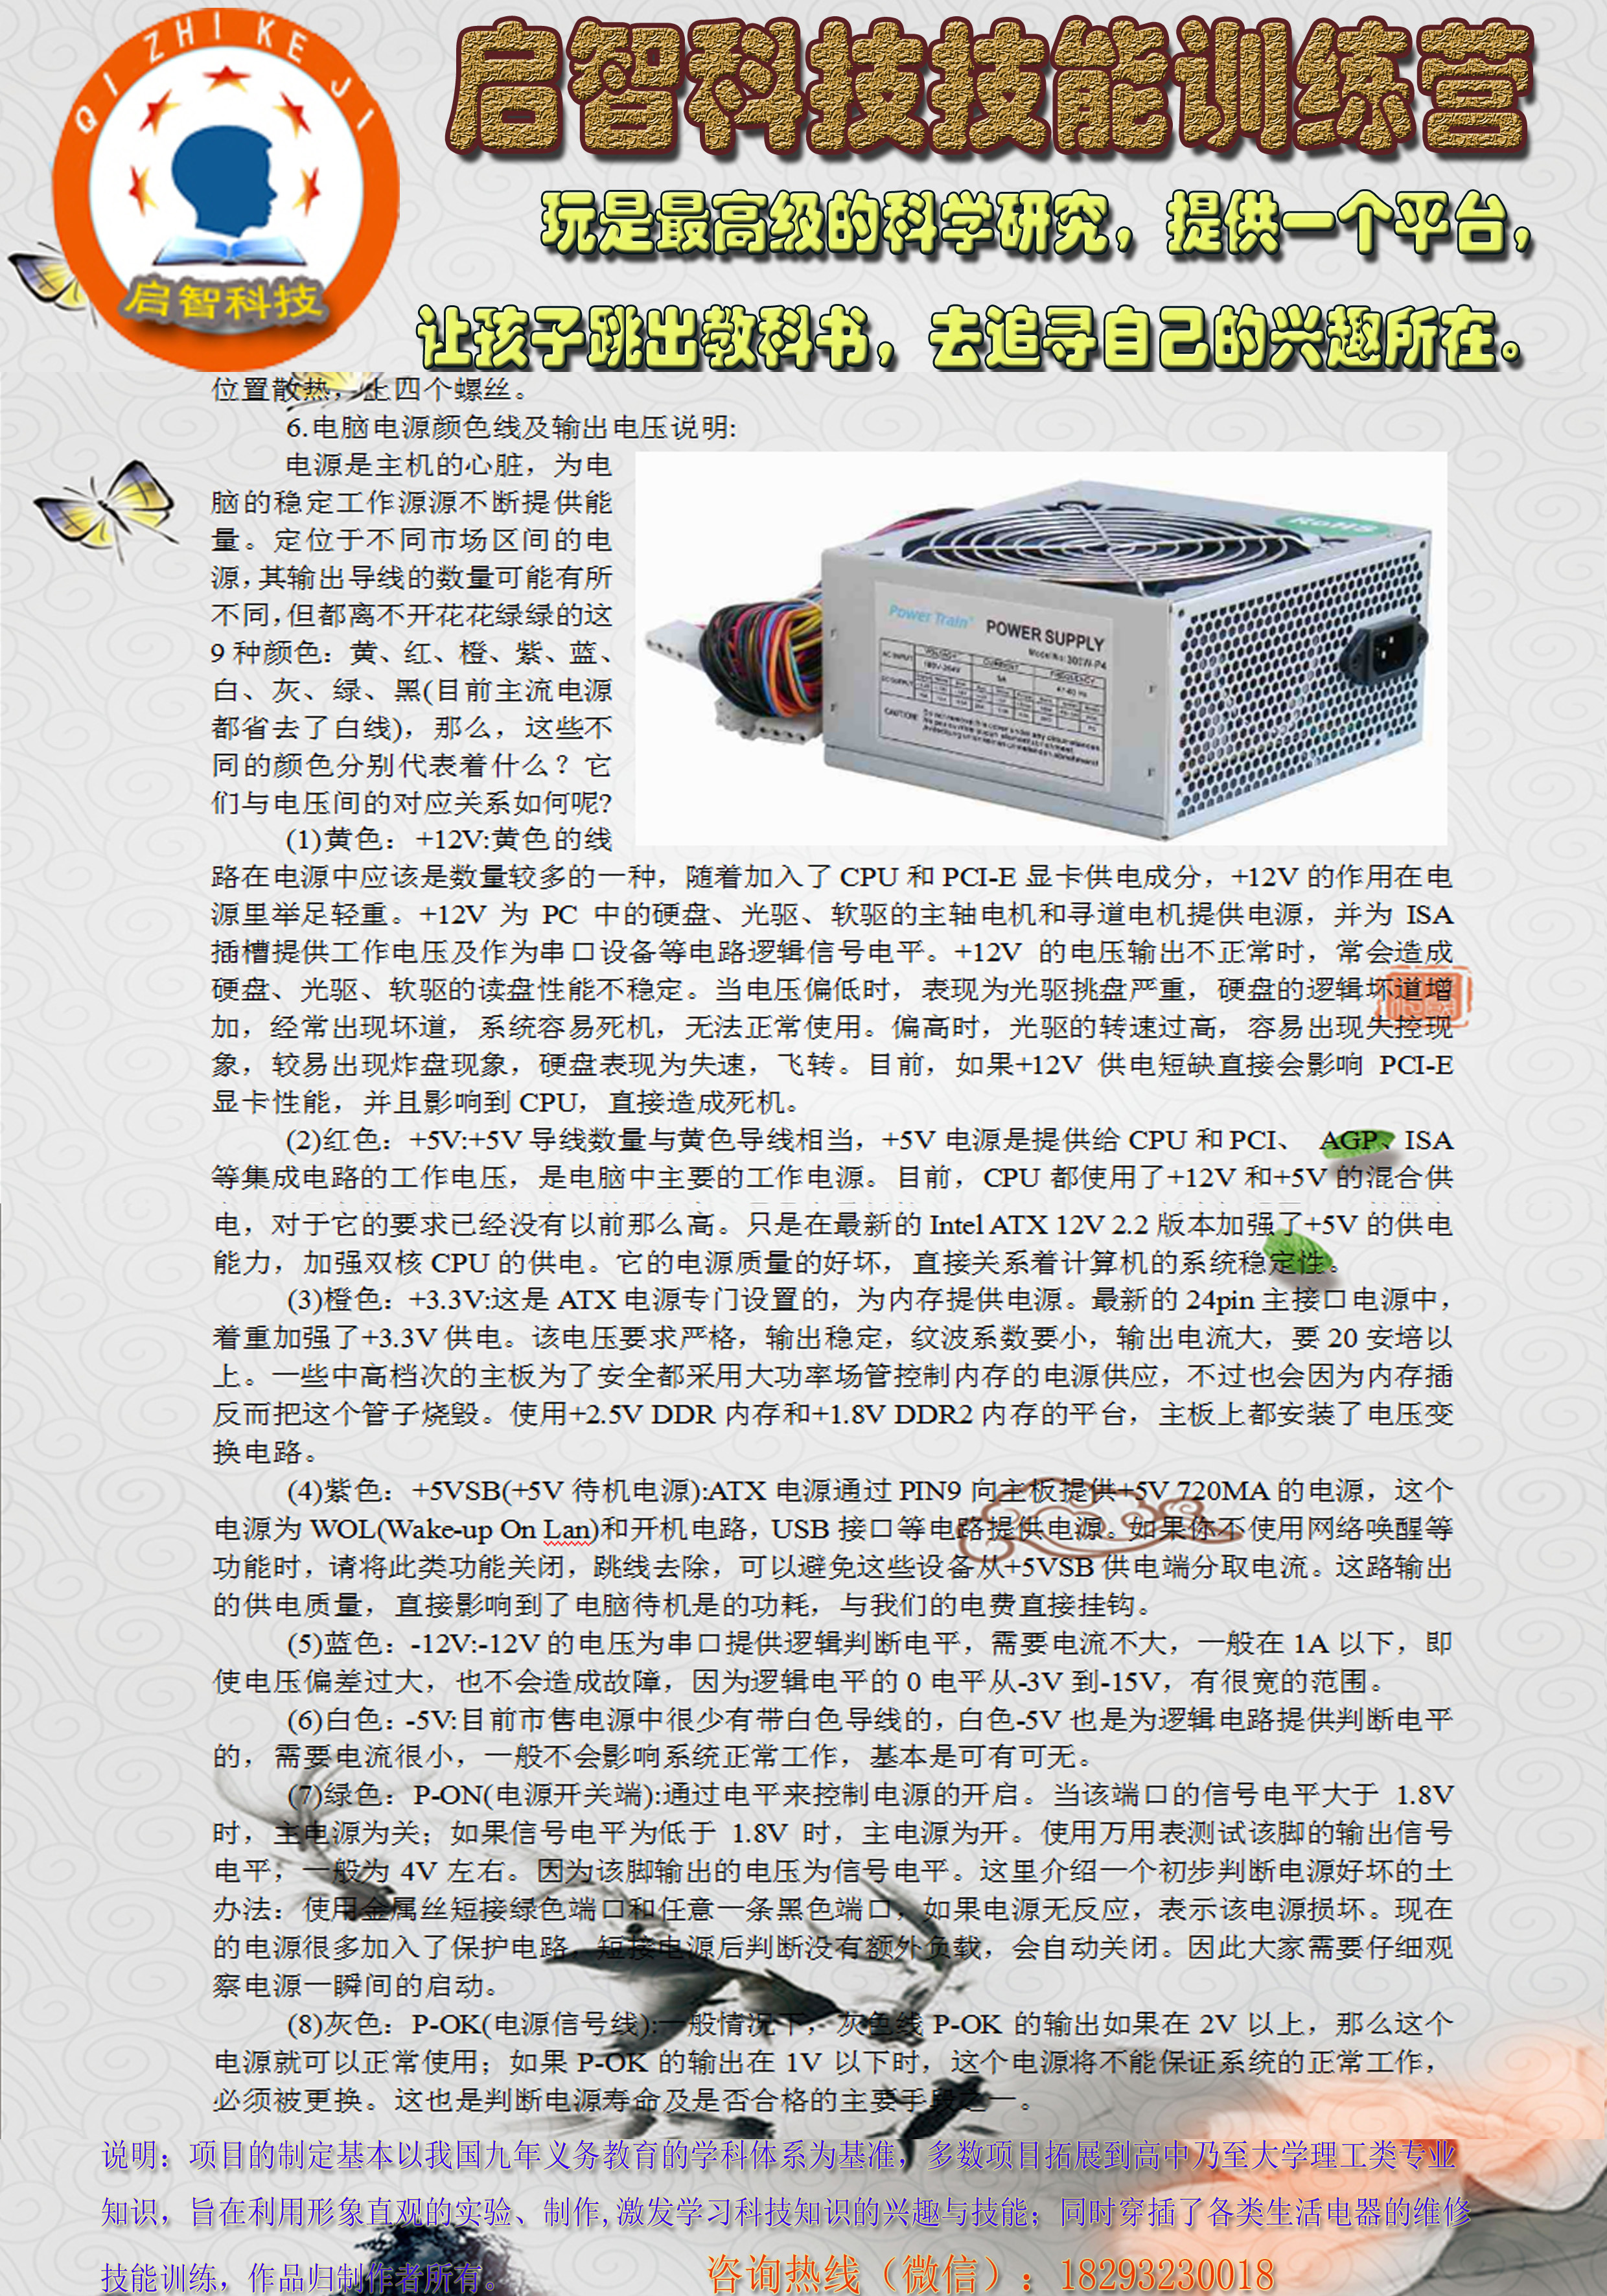 QI ZHI KE JI
启智科技
启智科技技能训练营
玩是最高级的科学研究，提供一个平台，
让孩子跳出教科书，去追寻自己的兴趣所在。
位置散热，上四个螺丝。
6.电脑电源颜色线及输出电压说明:
电源是主机的心脏，为电
脑的稳定工作源源不断提供能
量。定位于不同市场区间的电
源,其输出导线的数量可能有所
不同,但都离不开花花绿绿的这
9种颜色：黄、红、橙、紫、蓝、
白、灰、绿、黑(目前主流电源
都省去了白线)，那么，这些不
同的颜色分别代表着什么？它
们与电压间的对应关系如何呢?
RoHS
Power Train
POWER SUPPLY
Model No: 300W-P4
AC INPUT
VOLTAGE
CURRENT
FREQUENCY
CAUTION:
(1)黄色：+12V:黄色的线
路在电源中应该是数量较多的一种，随着加入了 CPU 和 PCI-E 显卡供电成分，+12V 的作用在电
源里举足轻重。+12V 为 PC 中的硬盘、光驱、软驱的主轴电机和寻道电机提供电源，并为 ISA
插槽提供工作电压及作为串口设备等电路逻辑信号电平。+12V 的电压输出不正常时，常会造成
硬盘、光驱、软驱的读盘性能不稳定。当电压偏低时，表现为光驱挑盘严重，硬盘的逻辑坏道增
加，经常出现坏道，系统容易死机，无法正常使用。偏高时，光驱的转速过高，容易出现失控现
象，较易出现炸盘现象，硬盘表现为失速，飞转。目前，如果+12V 供电短缺直接会影响 PCI-E
显卡性能，并且影响到 CPU，直接造成死机。
(2)红色：+5V:+5V 导线数量与黄色导线相当，+5V 电源是提供给 CPU 和 PCI、 AGP、ISA
等集成电路的工作电压，是电脑中主要的工作电源。目前，CPU 都使用了+12V 和+5V 的混合供
电，对于它的要求已经没有以前那么高。只是在最新的 Intel ATX 12V 2.2 版本加强了+5V 的供电
能力，加强双核 CPU 的供电。它的电源质量的好坏，直接关系着计算机的系统稳定性。
(3)橙色：+3.3V:这是 ATX 电源专门设置的，为内存提供电源。最新的 24pin 主接口电源中，
着重加强了+3.3V 供电。该电压要求严格，输出稳定，纹波系数要小，输出电流大，要 20 安培以
上。一些中高档次的主板为了安全都采用大功率场管控制内存的电源供应，不过也会因为内存插
反而把这个管子烧毁。使用+2.5V DDR 内存和+1.8V DDR2 内存的平台，主板上都安装了电压变
换电路。
(4)紫色：+5VSB(+5V 待机电源):ATX 电源通过 PIN9 向主板提供+5V 720MA 的电源，这个
电源为 WOL(Wake-up On Lan)和开机电路，USB 接口等电路提供电源。如果你不使用网络唤醒等
功能时，请将此类功能关闭，跳线去除，可以避免这些设备从+5VSB 供电端分取电流。这路输出
的供电质量，直接影响到了电脑待机是的功耗，与我们的电费直接挂钩。
(5)蓝色：-12V:-12V 的电压为串口提供逻辑判断电平，需要电流不大，一般在 1A 以下，即
使电压偏差过大，也不会造成故障，因为逻辑电平的 0 电平从-3V 到-15V，有很宽的范围。
(6)白色：-5V:目前市售电源中很少有带白色导线的，白色-5V 也是为逻辑电路提供判断电平
的，需要电流很小，一般不会影响系统正常工作，基本是可有可无。
(7)绿色：P-ON(电源开关端):通过电平来控制电源的开启。当该端口的信号电平大于 1.8V
时，主电源为关；如果信号电平为低于 1.8V 时，主电源为开。使用万用表测试该脚的输出信号
电平，一般为 4V 左右。因为该脚输出的电压为信号电平。这里介绍一个初步判断电源好坏的土
办法：使用金属丝短接绿色端口和任意一条黑色端口，如果电源无反应，表示该电源损坏。现在
的电源很多加入了保护电路，短接电源后判断没有额外负载，会自动关闭。因此大家需要仔细观
察电源一瞬间的启动。
(8)灰色：P-OK(电源信号线):一般情况下，灰色线 P-OK 的输出如果在 2V 以上，那么这个
电源就可以正常使用；如果 P-OK 的输出在 1V 以下时，这个电源将不能保证系统的正常工作，
必须被更换。这也是判断电源寿命及是否合格的主要手段之一。
说明：项目的制定基本以我国九年义务教育的学科体系为基准，多数项目拓展到高中乃至大学理工类专业
知识，旨在利用形象直观的实验、制作,激发学习科技知识的兴趣与技能；同时穿插了各类生活电器的维修
技能训练，作品归制作者所有。
咨询热线（微信）：18293230018